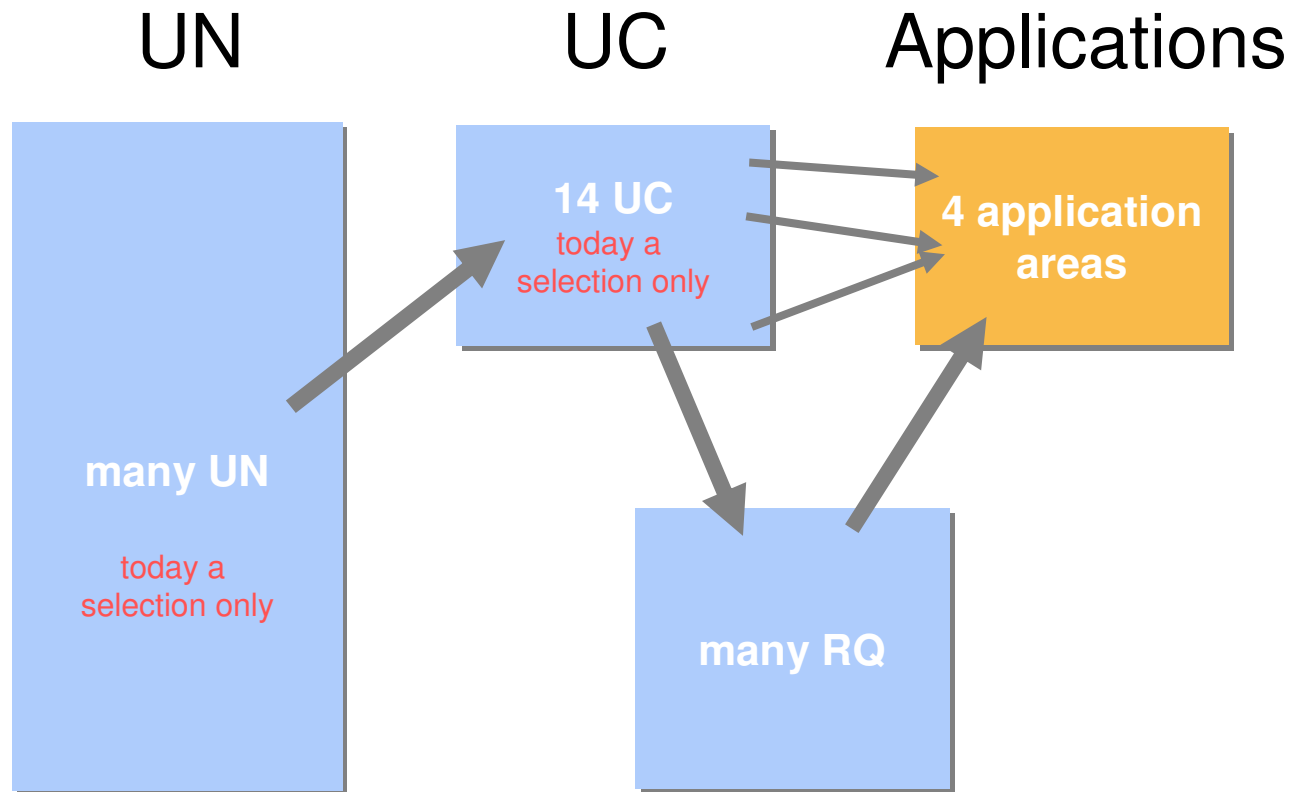 UN
UC
Applications
many UN
today a
selection only
14 UC
today a
selection only
4 application
areas
many RQ